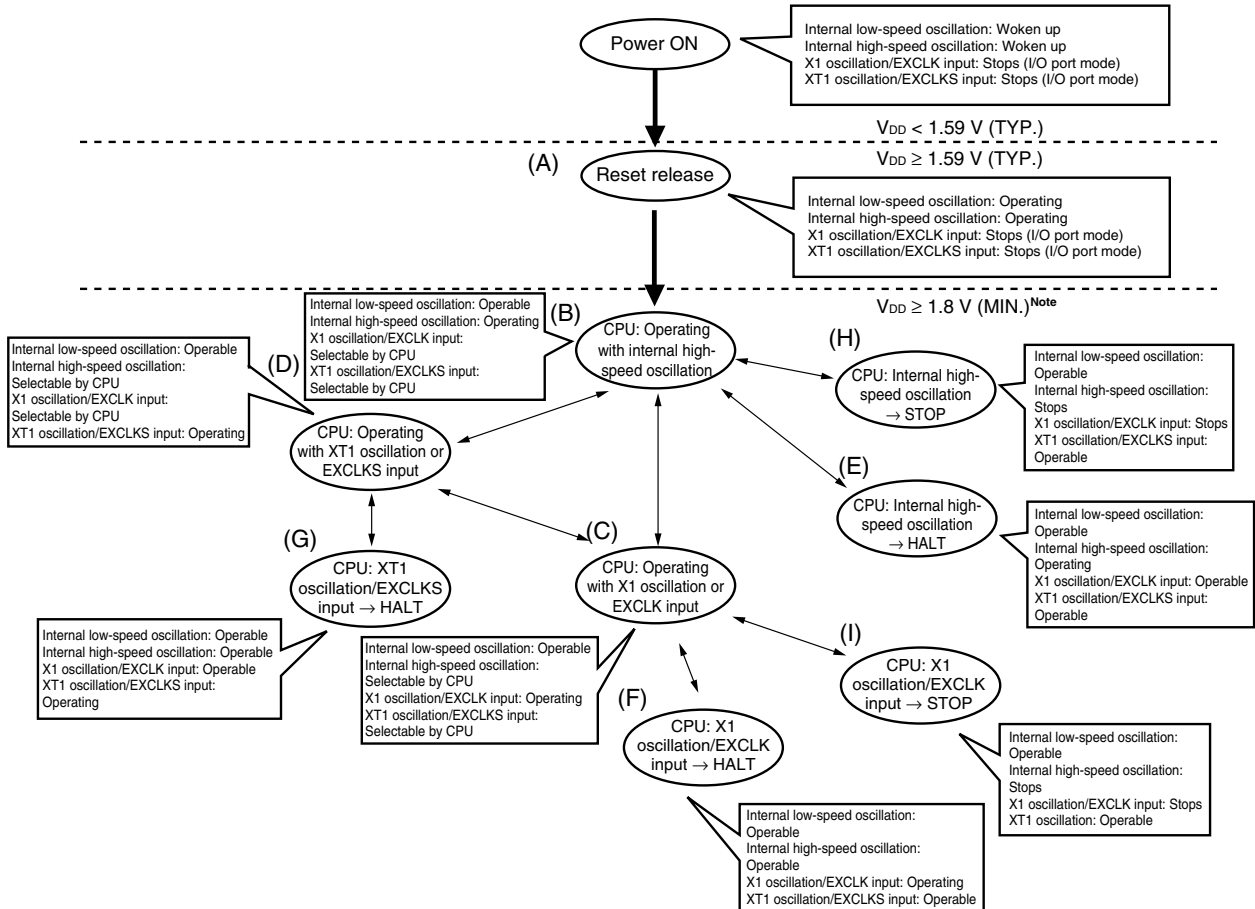 Power ON
Internal low-speed oscillation: Woken up
Internal high-speed oscillation: Woken up
X1 oscillation/EXCLK input: Stops (I/O port mode)
XT1 oscillation/EXCLKS input: Stops (I/O port mode)
VDD < 1.59 V (TYP.)
VDD ≥ 1.59 V (TYP.)
(A)
Reset release
Internal low-speed oscillation: Operating
Internal high-speed oscillation: Operating
X1 oscillation/EXCLK input: Stops (I/O port mode)
XT1 oscillation/EXCLKS input: Stops (I/O port mode)
VDD ≥ 1.8 V (MIN.)Note
Internal low-speed oscillation: Operable
Internal high-speed oscillation: Operating
X1 oscillation/EXCLK input:
Selectable by CPU
XT1 oscillation/EXCLKS input:
Selectable by CPU
(B)
CPU: Operating
with internal high-
speed oscillation
(H)
CPU: Internal high-
speed oscillation
→ STOP
Internal low-speed oscillation:
Operable
Internal high-speed oscillation:
Stops
X1 oscillation/EXCLK input: Stops
XT1 oscillation/EXCLKS input:
Operable
Internal low-speed oscillation: Operable
Internal high-speed oscillation:
Selectable by CPU
X1 oscillation/EXCLK input:
Selectable by CPU
XT1 oscillation/EXCLKS input: Operating
(D)
CPU: Operating
with XT1 oscillation or
EXCLKS input
(E)
CPU: Internal high-
speed oscillation
→ HALT
Internal low-speed oscillation:
Operable
Internal high-speed oscillation:
Operating
X1 oscillation/EXCLK input: Operable
XT1 oscillation/EXCLKS input:
Operable
(G)
CPU: XT1
oscillation/EXCLKS
input → HALT
Internal low-speed oscillation: Operable
Internal high-speed oscillation: Operable
X1 oscillation/EXCLK input: Operable
XT1 oscillation/EXCLKS input:
Operating
(C)
CPU: Operating
with X1 oscillation or
EXCLK input
Internal low-speed oscillation: Operable
Internal high-speed oscillation:
Selectable by CPU
X1 oscillation/EXCLK input: Operating
XT1 oscillation/EXCLKS input:
Selectable by CPU
(I)
CPU: X1
oscillation/EXCLK
input → STOP
Internal low-speed oscillation:
Operable
Internal high-speed oscillation:
Stops
X1 oscillation/EXCLK input: Stops
XT1 oscillation: Operable
(F)
CPU: X1
oscillation/EXCLK
input → HALT
Internal low-speed oscillation:
Operable
Internal high-speed oscillation:
Operable
X1 oscillation/EXCLK input: Operating
XT1 oscillation/EXCLKS input: Operable